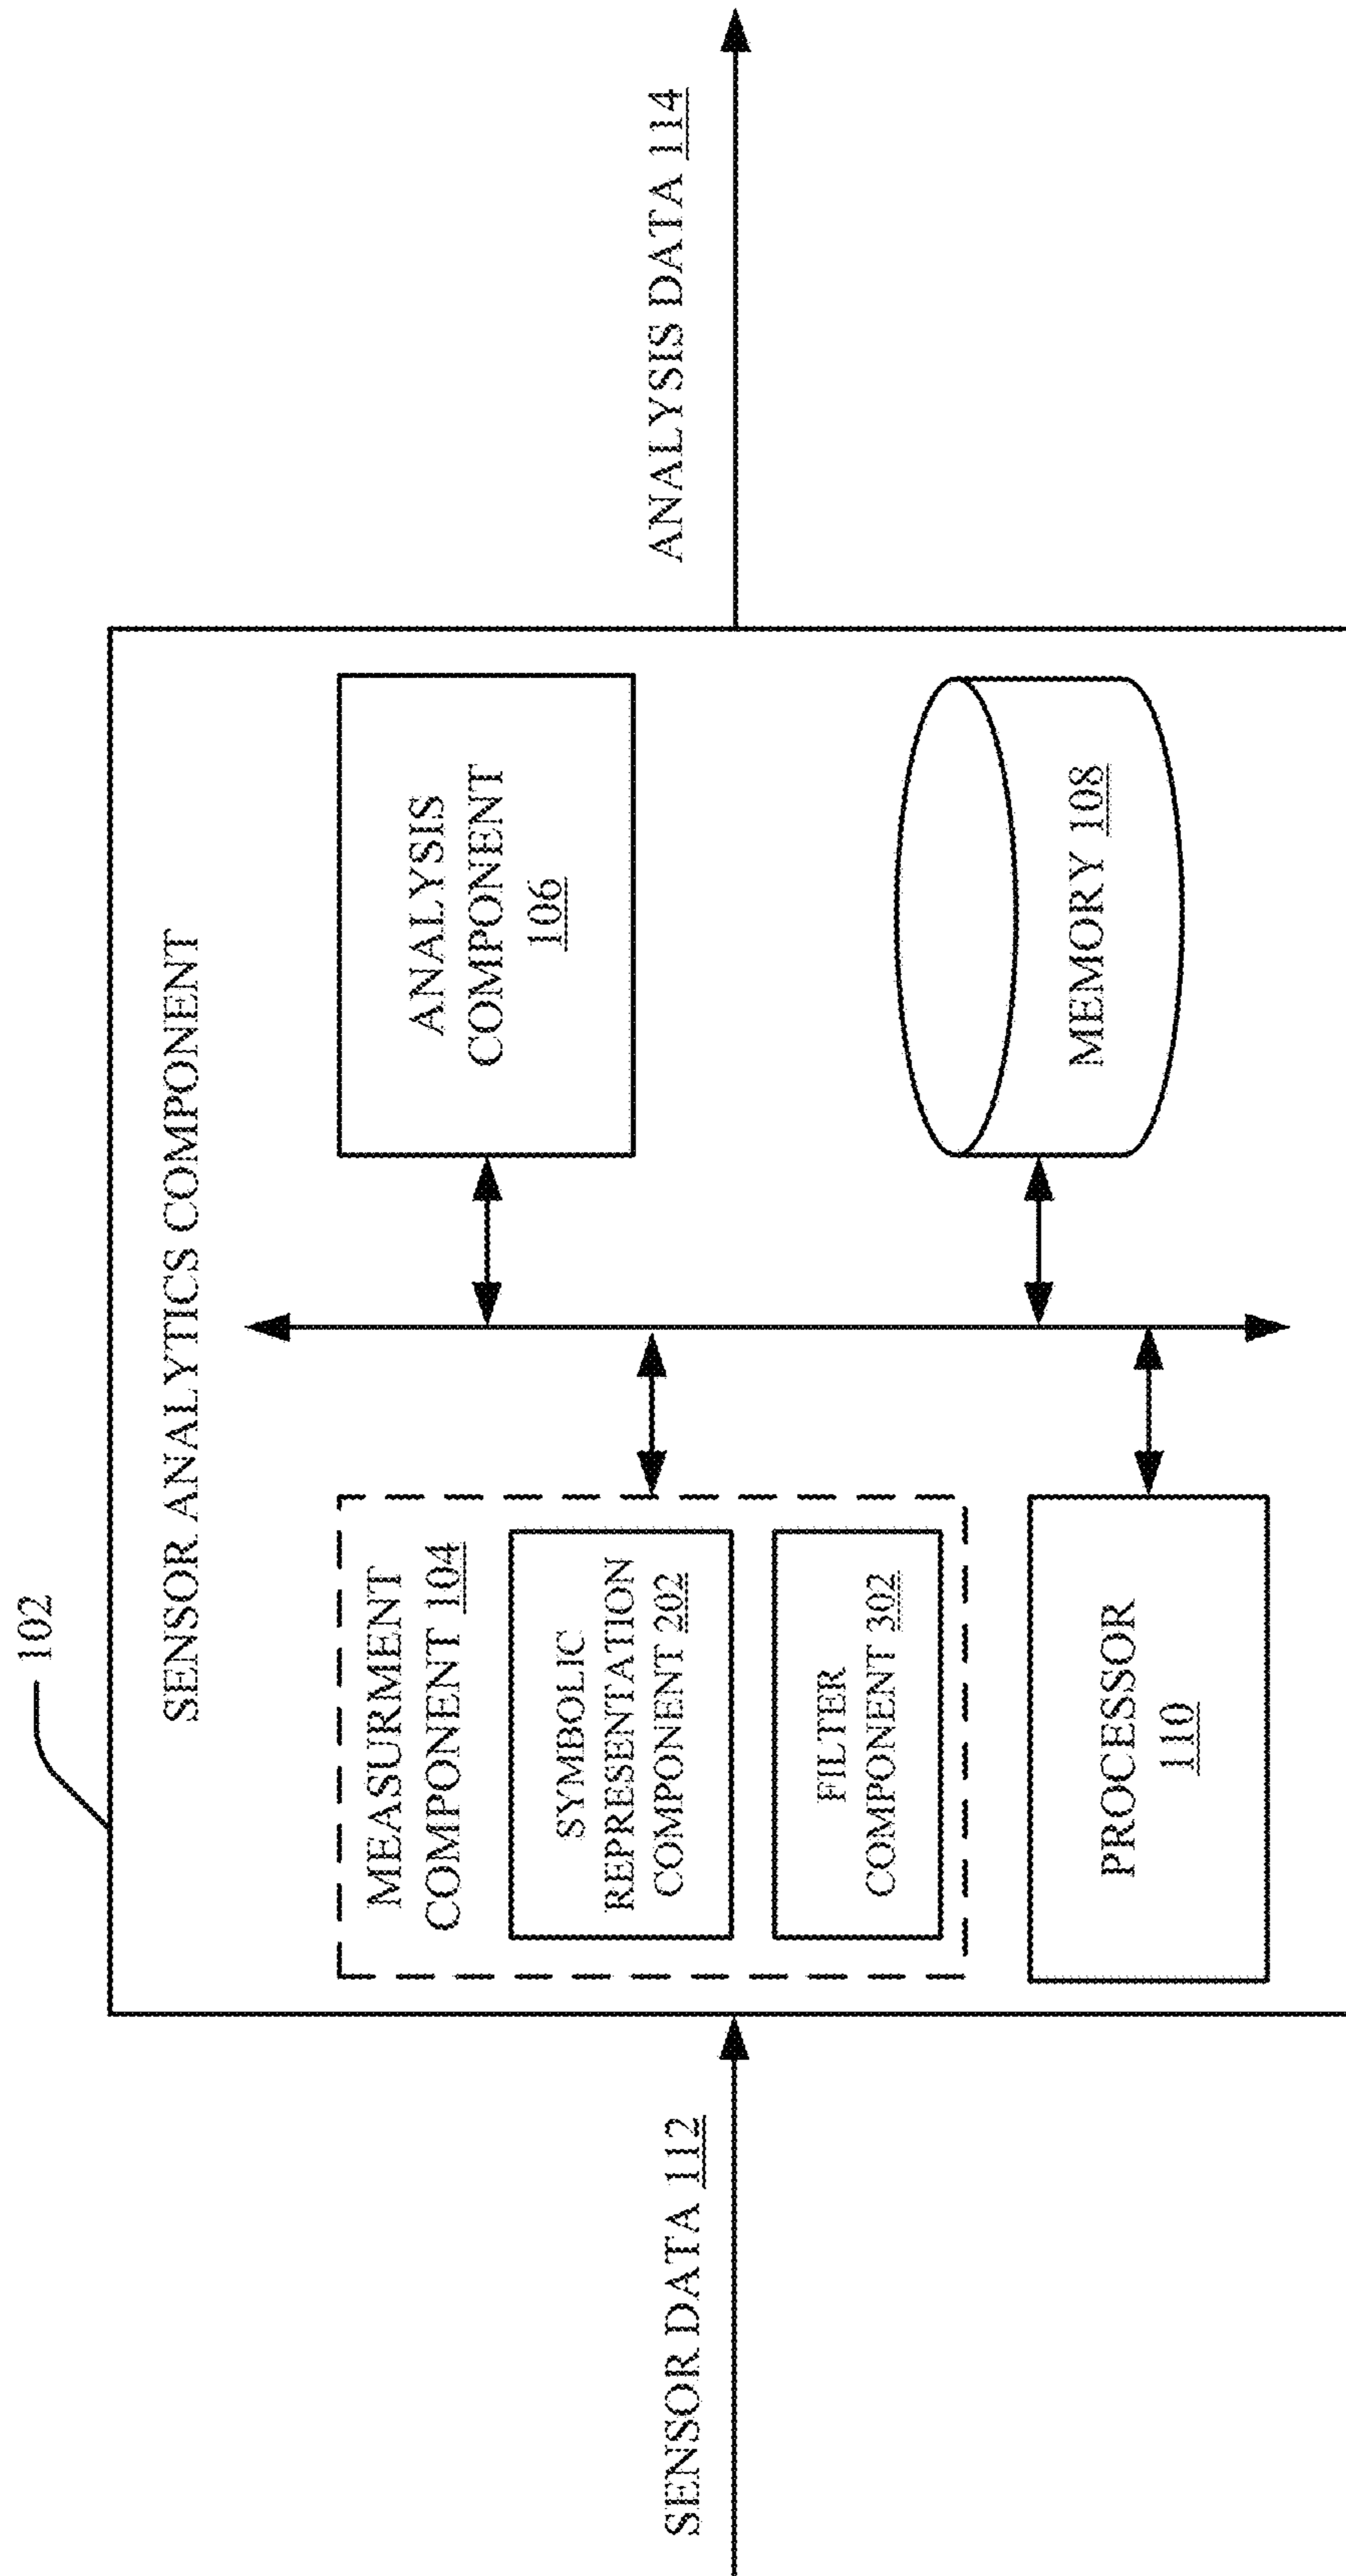 102
SENSOR ANALYTICS COMPONENT
MEASURMENT
COMPONENT 104
SYMBOLIC
REPRESENTATION
COMPONENT 202
FILTER
COMPONENT 302
PROCESSOR
110
ANALYSIS
COMPONENT
106
MEMORY 108
SENSOR DATA 112
ANALYSIS DATA 114